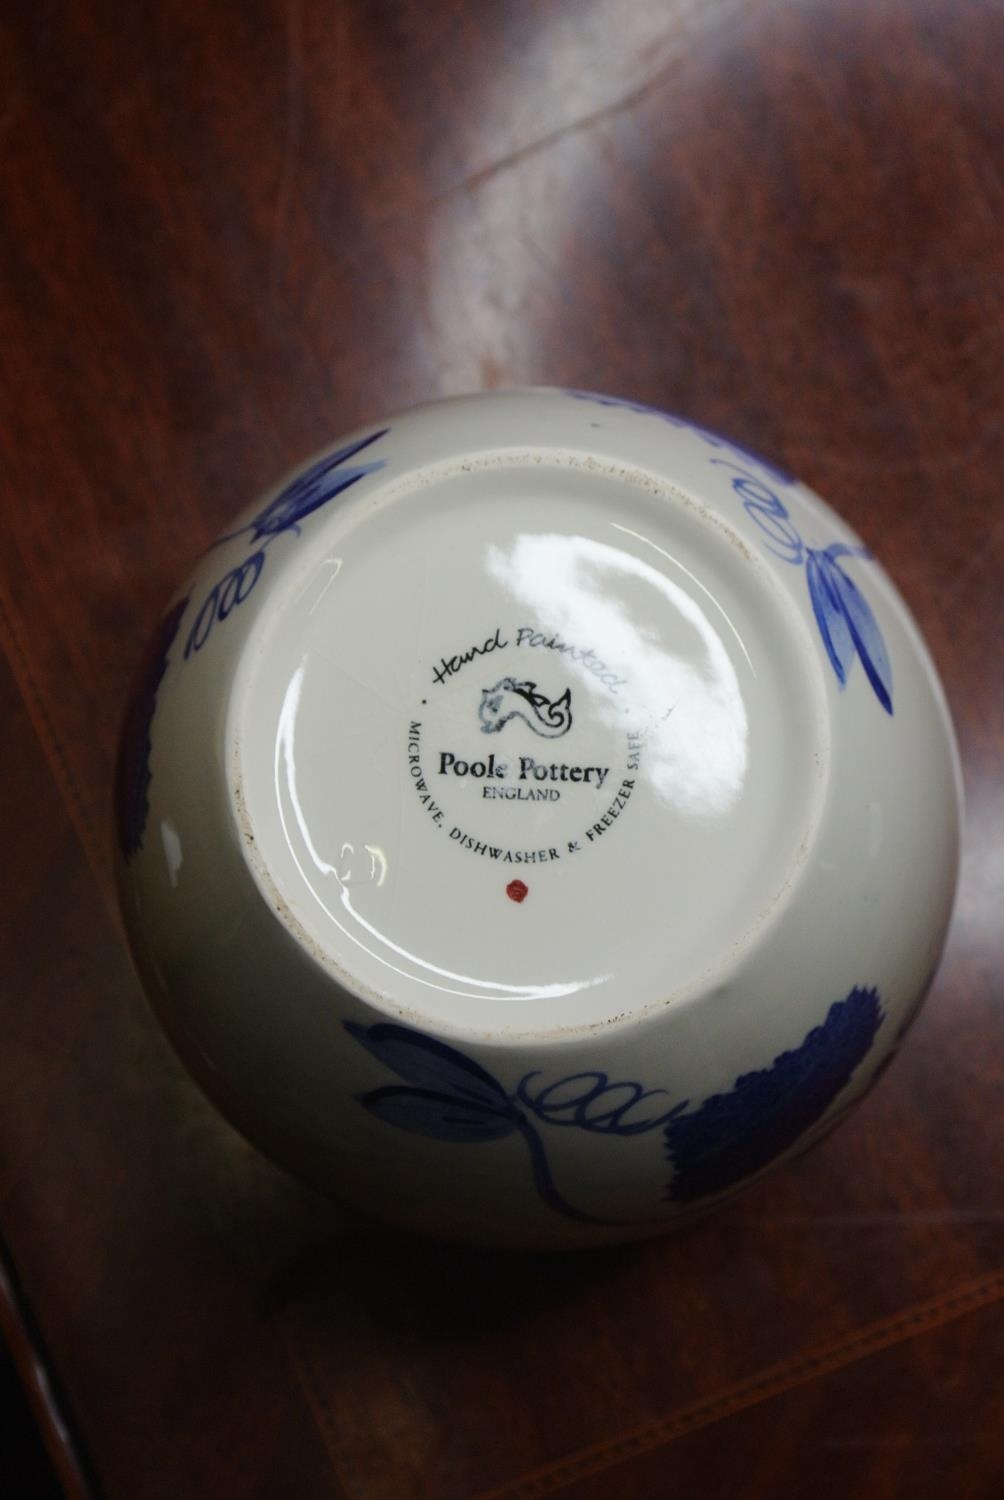 Hand Painted
Poole Pottery
ENGLAND
MICROWAVE, DISHWASHER & FREEZER SAFE